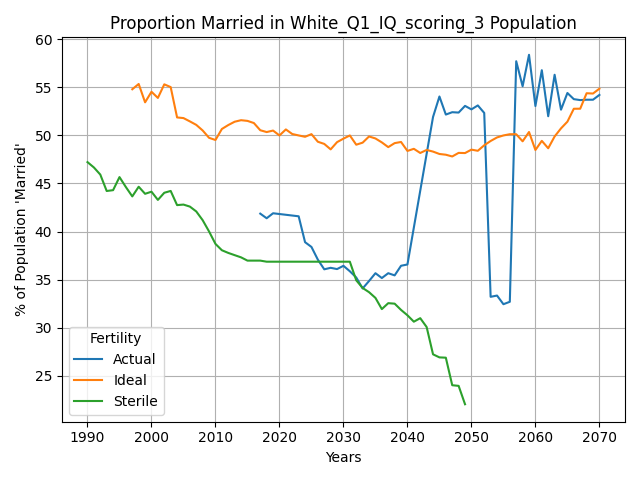 Proportion Married in White_Q1_IQ_scoring_3 Population
% of Population 'Married'
60
55
50
45
40
35
30
25
Fertility
Actual
Ideal
Sterile
1990 2000 2010 2020 2030 2040 2050 2060 2070
Years